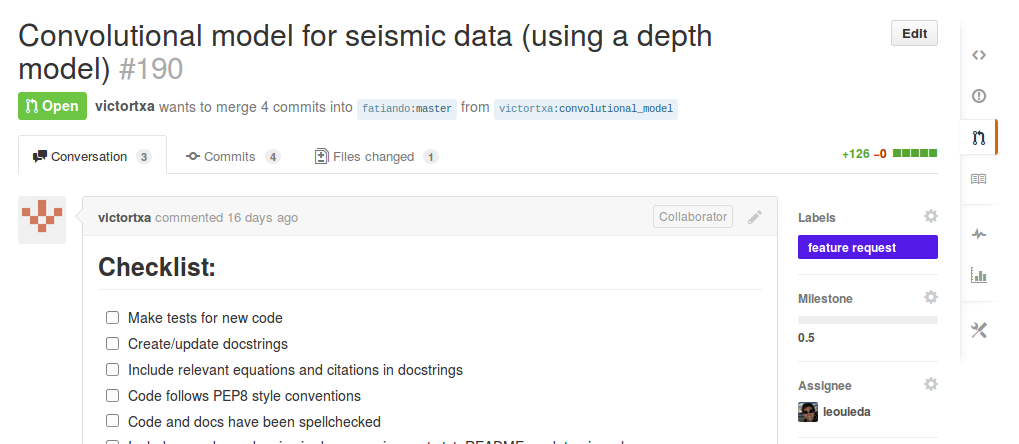 Convolutional model for seismic data (using a depth
model) #190
Edit
Open victortxa wants to merge 4 commits into fatiando:master from victortxa:convolutional_model
Conversation 3 Commits 4 Files changed 1
+126 −0
victortxa commented 16 days ago Collaborator
Checklist:
Make tests for new code
Create/update docstrings
Include relevant equations and citations in docstrings
Code follows PEP8 style conventions
Code and docs have been spellchecked
Labels
feature request
Milestone
0.5
Assignee
leouieda